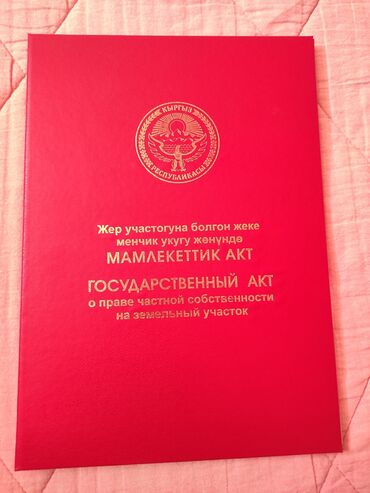 КЫРГЫЗ
РЕСПУБЛИКАСЫ
Жер участогуна болгон жеке
менчик укугу жөнүндө
МАМЛЕКЕТТИК АКТ
ГОСУДАРСТВЕННЫЙ АКТ
о праве частной собственности
на земельный участок